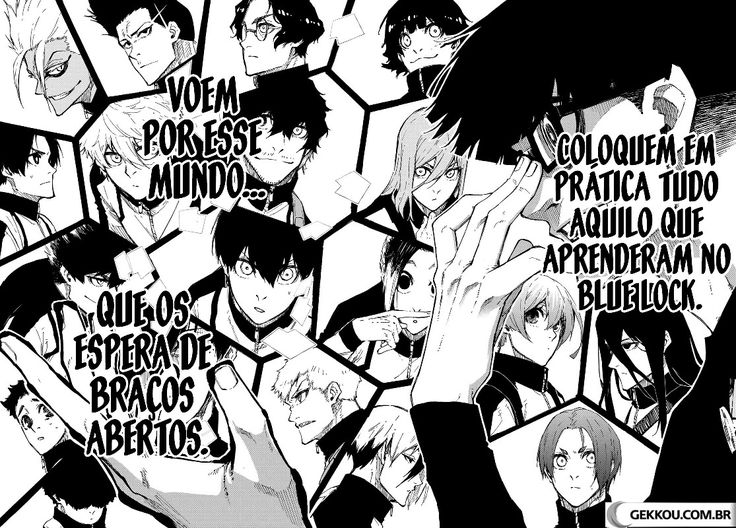 COLOQUEM EM
PRÁTICA TUDO
AQUILO QUE
APRENDERAM NO
BLUE LOCK.
VOEM
POR ESSE
MUNDO...
QUE OS
ESPERA DE
BRAÇOS
ABERTOS.
GEKKOU.COM.BR